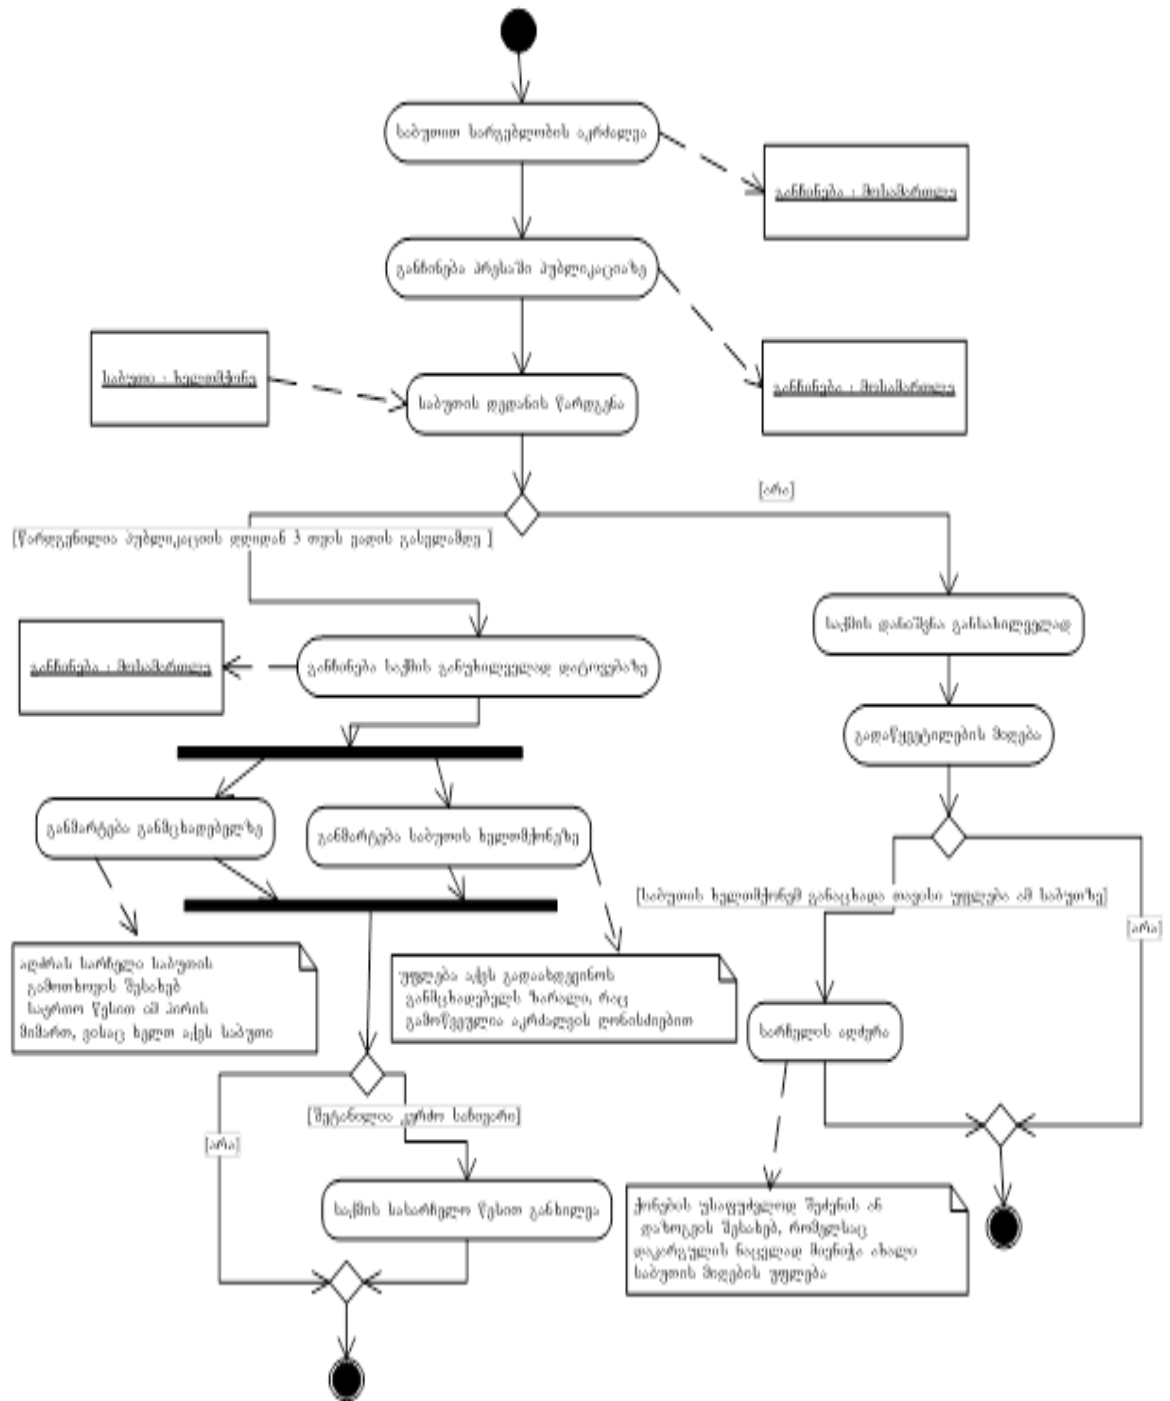 საბუთით სარგებლობის აკრძალვა
განჩინება : მოსამართლე
განჩინება პრესაში პუბლიკაციაზე
საბუთი : ხელთმქონე
განჩინება : მოსამართლე
საბუთის დედანის წარდგენა
[არა]
[წარდგენილია პუბლიკაციის დღიდან 3 თვის ვადის გასვლამდე ]
საქმის დანიშვნა განსახილველად
განჩინება : მოსამართლე
განჩინება საქმის განუხილველად დატოვებაზე
გადაწყვეტილების მიღება
განმარტება განმცხადებელზე
განმარტება საბუთის ხელთმქონეზე
[საბუთის ხელთმქონემ განაცხადა თავისი უფლება ამ საბუთზე]
[არა]
აღძრას სარჩელი საბუთის
გამოთხოვის შესახებ
საერთო წესით იმ პირის
მიმართ, ვისაც ხელთ აქვს საბუთი
უფლება აქვს გადაახდევინოს
განმცხადებელს ზარალი, რაც
გამოწვეულია აკრძალვის ღონისძიებით
სარჩელის აღძვრა
[შეტანილია კერძო საჩივარი]
[არა]
საქმის სასარჩელო წესით განხილვა
ქონების უსაფუძვლოდ შეძენის ან
დაზოგვის შესახებ, რომელსაც
დაკარგულის ნაცვლად მიენიჭა ახალი
საბუთის მიღების უფლება